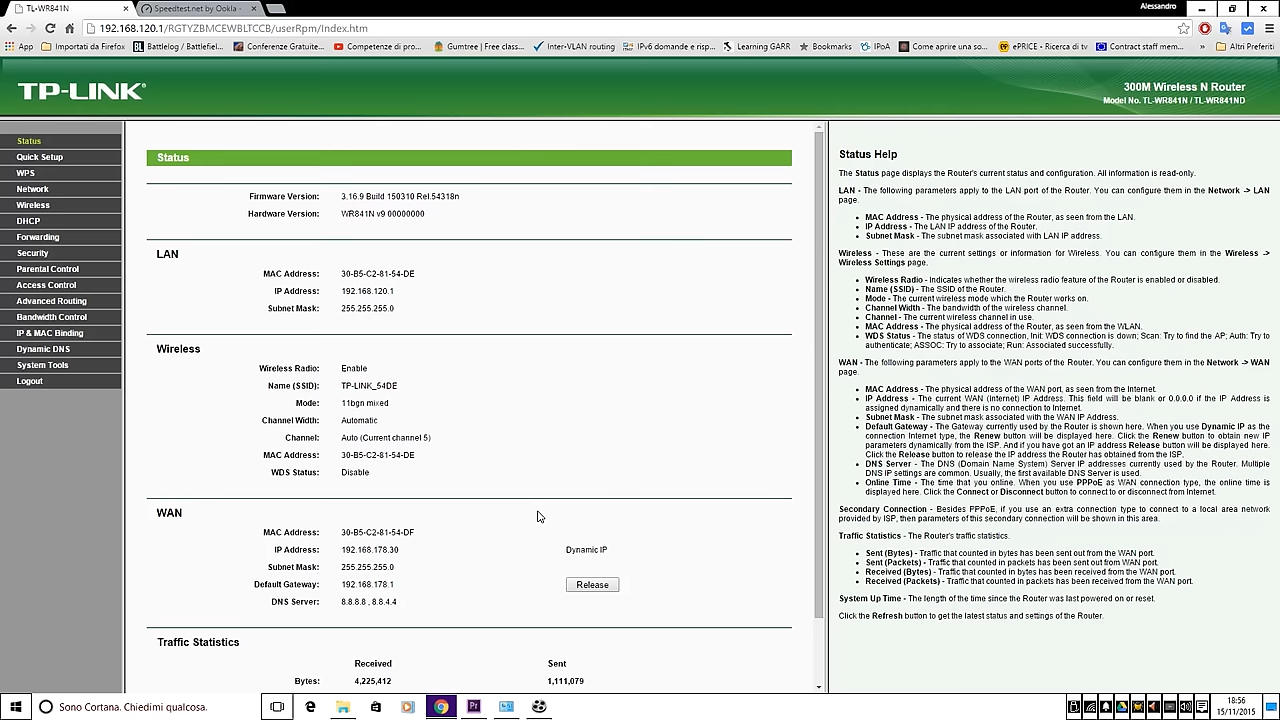 TL-WR841N
Speedtest.net by Ookla -
Alessandro
192.168.120.1/RGTYZBMCEWBLTCCB/userRpm/Index.htm
App
Importati da Firefox
Battlelog / Battlefiel...
Conferenze Gratuite...
Competenze di pro...
Gumtree | Free class...
Inter-VLAN routing
IPv6 domande e risp...
Learning GARR
Bookmarks
IPoA
Come aprire una so...
ePRICE - Ricerca di tv
Contract staff mem...
»
Altri Preferiti
TP-LINK
300M Wireless N Router
Model No. TL-WR841N / TL-WR841ND
Status
Quick Setup
WPS
Network
Wireless
DHCP
Forwarding
Security
Parental Control
Access Control
Advanced Routing
Bandwidth Control
IP & MAC Binding
Dynamic DNS
System Tools
Logout
Status
Firmware Version: 3.16.9 Build 150310 Rel.54318n
Hardware Version: WR841N v9 00000000
LAN
MAC Address: 30-B5-C2-81-54-DE
IP Address: 192.168.120.1
Subnet Mask: 255.255.255.0
Wireless
Wireless Radio: Enable
Name (SSID): TP-LINK_54DE
Mode: 11bgn mixed
Channel Width: Automatic
Channel: Auto (Current channel 5)
MAC Address: 30-B5-C2-81-54-DE
WDS Status: Disable
WAN
MAC Address: 30-B5-C2-81-54-DF
IP Address: 192.168.178.30 Dynamic IP
Subnet Mask: 255.255.255.0
Default Gateway: 192.168.178.1 Release
DNS Server: 8.8.8.8 , 8.8.4.4
Traffic Statistics
Received Sent
Bytes: 4,225,412 1,111,079
Status Help
The Status page displays the Router's current status and configuration. All information is read-only.
LAN - The following parameters apply to the LAN port of the Router. You can configure them in the Network -> LAN
page.
• MAC Address - The physical address of the Router, as seen from the LAN.
• IP Address - The LAN IP address of the Router.
• Subnet Mask - The subnet mask associated with LAN IP address.
Wireless - These are the current settings or information for Wireless. You can configure them in the Wireless ->
Wireless Settings page.
• Wireless Radio - Indicates whether the wireless radio feature of the Router is enabled or disabled.
• Name (SSID) - The SSID of the Router.
• Mode - The current wireless mode which the Router works on.
• Channel Width - The bandwidth of the wireless channel.
• Channel - The current wireless channel in use.
• MAC Address - The physical address of the Router, as seen from the WLAN.
• WDS Status - The status of WDS connection, Init: WDS connection is down; Scan: Try to find the AP; Auth: Try to
authenticate; ASSOC: Try to associate; Run: Associated successfully.
WAN - The following parameters apply to the WAN ports of the Router. You can configure them in the Network -> WAN
page.
• MAC Address - The physical address of the WAN port, as seen from the Internet.
• IP Address - The current WAN (Internet) IP Address. This field will be blank or 0.0.0.0 if the IP Address is
assigned dynamically and there is no connection to Internet.
• Subnet Mask - The subnet mask associated with the WAN IP Address.
• Default Gateway - The Gateway currently used by the Router is shown here. When you use Dynamic IP as the
connection Internet type, the Renew button will be displayed here. Click the Renew button to obtain new IP
parameters dynamically from the ISP. And if you have got an IP address Release button will be displayed here.
Click the Release button to release the IP address the Router has obtained from the ISP.
• DNS Server - The DNS (Domain Name System) Server IP addresses currently used by the Router. Multiple
DNS IP settings are common. Usually, the first available DNS Server is used.
• Online Time - The time that you online. When you use PPPoE as WAN connection type, the online time is
displayed here. Click the Connect or Disconnect button to connect to or disconnect from Internet.
Secondary Connection - Besides PPPoE, if you use an extra connection type to connect to a local area network
provided by ISP, then parameters of this secondary connection will be shown in this area.
Traffic Statistics - The Router's traffic statistics.
• Sent (Bytes) - Traffic that counted in bytes has been sent out from the WAN port.
• Sent (Packets) - Traffic that counted in packets has been sent out from the WAN port.
• Received (Bytes) - Traffic that counted in bytes has been received from the WAN port.
• Received (Packets) - Traffic that counted in packets has been received from the WAN port.
System Up Time - The length of the time since the Router was last powered on or reset.
Click the Refresh button to get the latest status and settings of the Router.
Sono Cortana. Chiedimi qualcosa.
18:56
15/11/2015